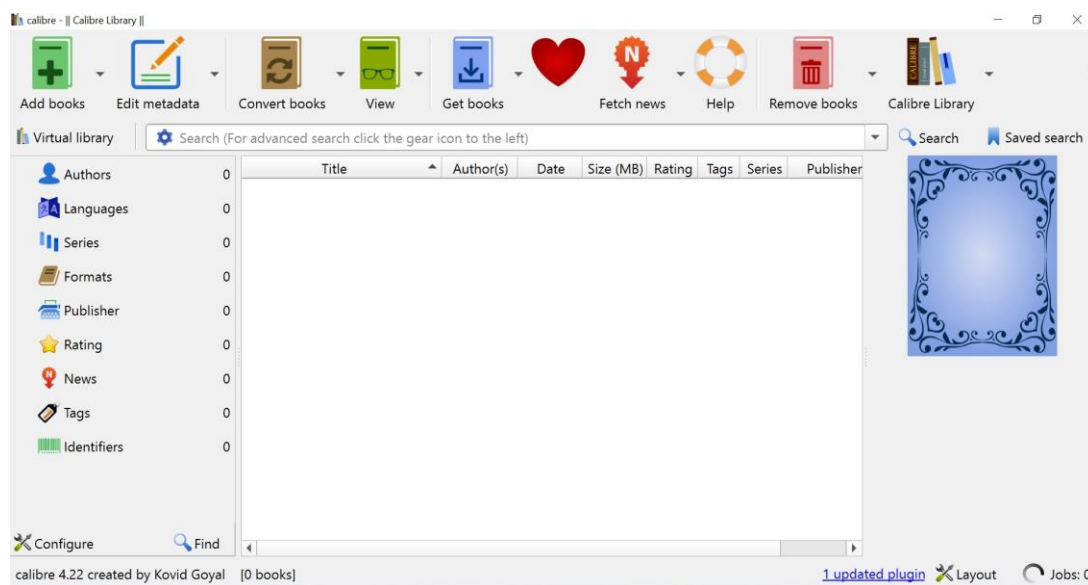 calibre - || Calibre Library ||
Add books Edit metadata Convert books View Get books Fetch news Help Remove books Calibre Library
Virtual library Search (For advanced search click the gear icon to the left) Search Saved search
Title Author(s) Date Size (MB) Rating Tags Series Publisher
Authors 0
Languages 0
Series 0
Formats 0
Publisher 0
Rating 0
News 0
Tags 0
Identifiers 0
Configure Find
calibre 4.22 created by Kovid Goyal [0 books] 1 updated plugin Layout Jobs: